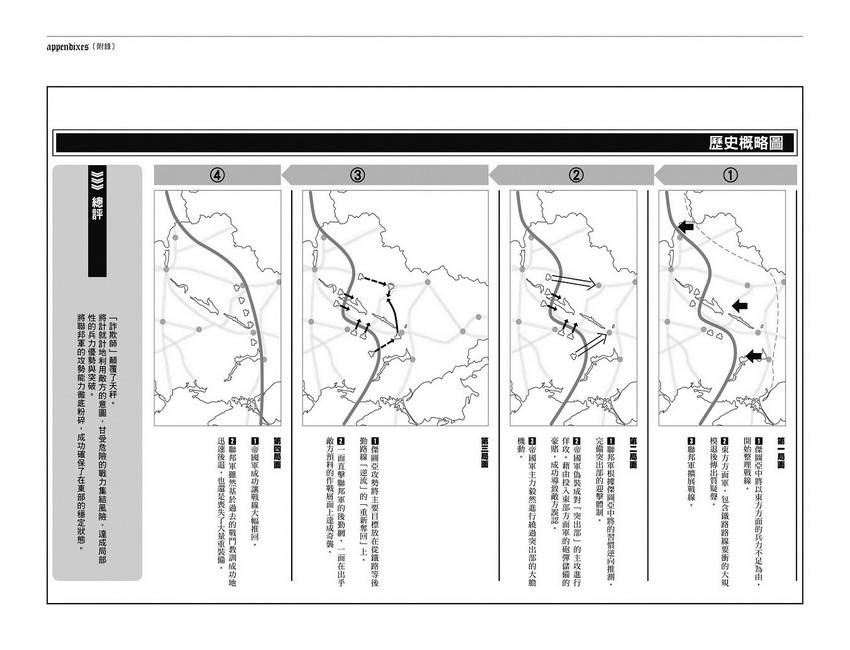 appendixes〔附錄〕
歷史概略圖
①
第一局面
1 傑圖亞中將以東方方面的兵力不足為由，
開始整理戰線。
2 東方方面軍，包含鐵路路線要衝的大規
模退後傳出質疑聲。
3 聯邦軍擴展戰線。
②
第二局面
1 聯邦軍根據傑圖亞中將的習慣逆向推測，
完備突出部的迎擊體制。
2 帝國軍偽裝成對「突出部」的主攻進行
佯攻。藉由投入東部方面軍的砲彈儲備的
豪賭，成功導致敵方誤認。
3 帝國軍主力毅然進行繞過突出部的大膽
機動。
③
第三局面
1 傑圖亞攻勢將主要目標放在從鐵路等後
勤路線「逆流」的「重新奪回」上。
2 一面直擊聯邦軍的後勤網，一面在出乎
敵方預料的作戰層面上達成奇襲。
④
第四局面
1 帝國軍成功讓戰線大幅推回。
2 聯邦軍雖然基於過去的戰鬥教訓成功地
迅速後退，也還是喪失了大量重裝備。
總評
「詐欺師」顛覆了天秤。
將計就計地利用敵方的意圖，甘受危險的戰力集結風險，達成局部
性的兵力優勢與突破。
將聯邦軍的攻勢能力徹底粉碎，成功確保了在東部的穩定狀態。